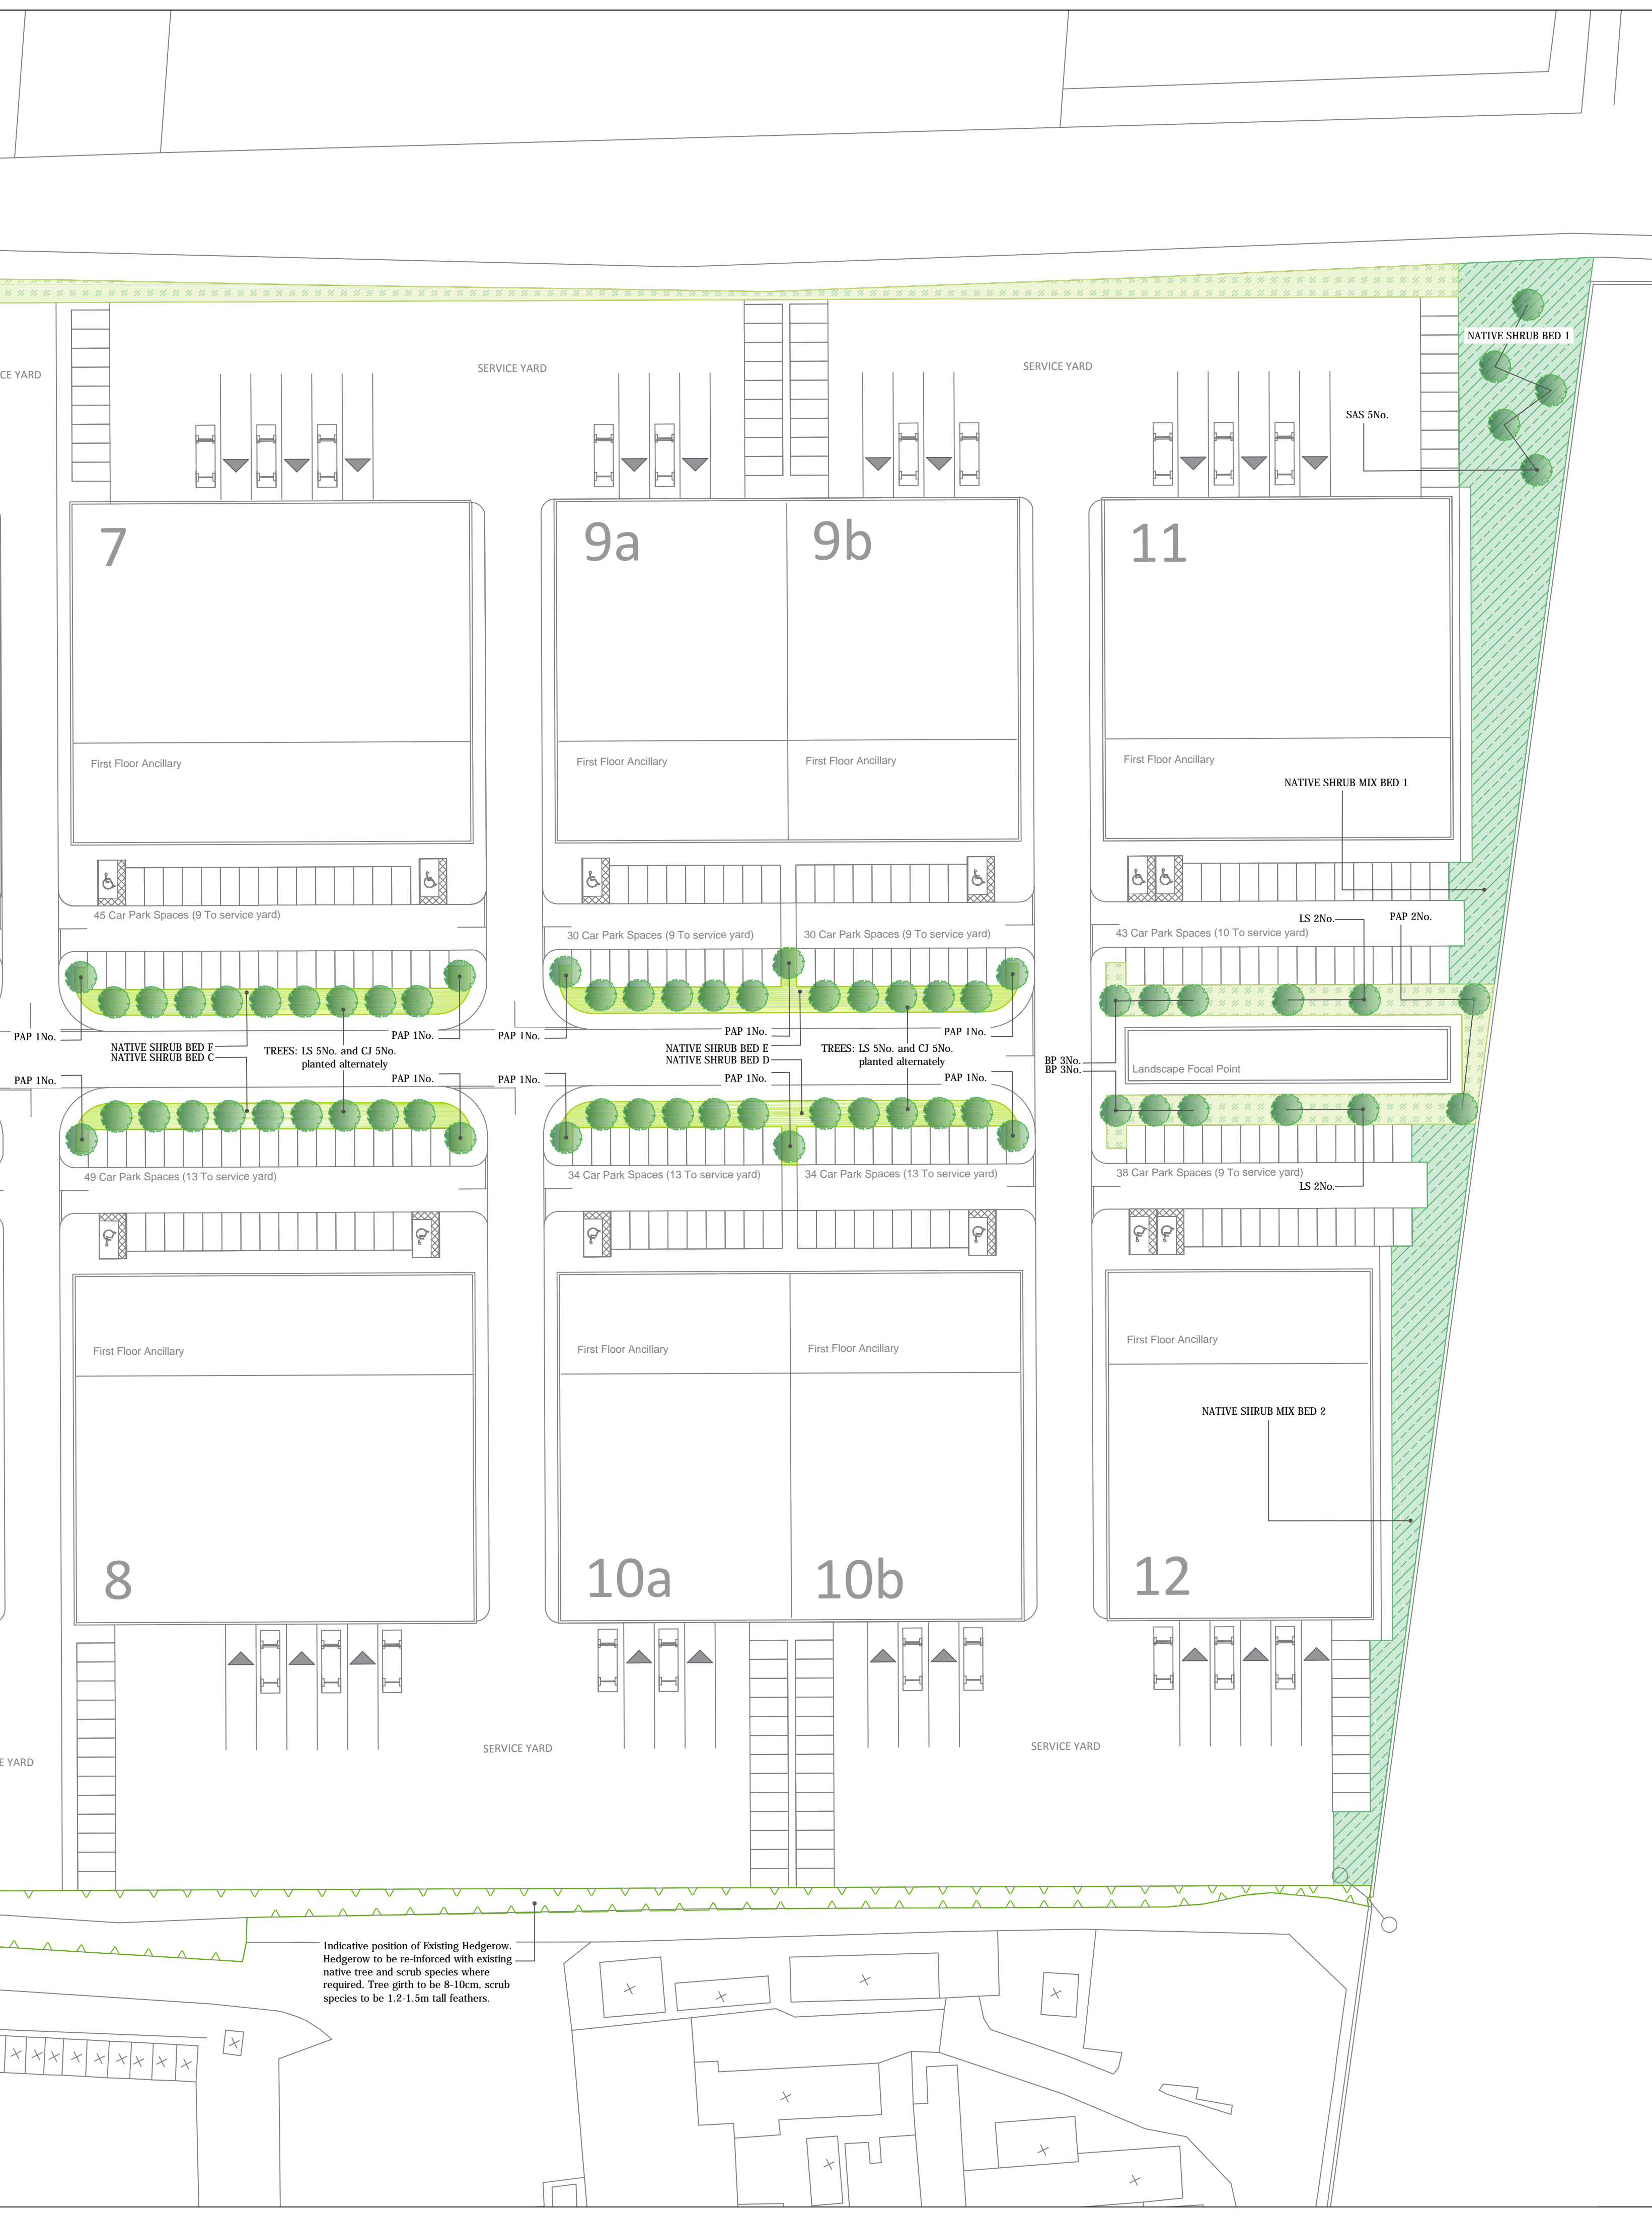 NATIVE SHRUB BED 1
CE YARD
SERVICE YARD
SERVICE YARD
SAS 5No.
7
9a
9b
11
First Floor Ancillary
First Floor Ancillary
First Floor Ancillary
First Floor Ancillary
NATIVE SHRUB MIX BED 1
45 Car Park Spaces (9 To service yard)
30 Car Park Spaces (9 To service yard)
30 Car Park Spaces (9 To service yard)
43 Car Park Spaces (10 To service yard)
LS 2No.
PAP 2No.
PAP 1No.
PAP 1No.
PAP 1No.
PAP 1No.
PAP 1No.
NATIVE SHRUB BED F
NATIVE SHRUB BED C
TREES: LS 5No. and CJ 5No.
planted alternately
NATIVE SHRUB BED E
NATIVE SHRUB BED D
TREES: LS 5No. and CJ 5No.
planted alternately
BP 3No.
BP 3No.
Landscape Focal Point
PAP 1No.
PAP 1No.
PAP 1No.
PAP 1No.
PAP 1No.
49 Car Park Spaces (13 To service yard)
34 Car Park Spaces (13 To service yard)
34 Car Park Spaces (13 To service yard)
38 Car Park Spaces (9 To service yard)
LS 2No.
First Floor Ancillary
First Floor Ancillary
First Floor Ancillary
First Floor Ancillary
NATIVE SHRUB MIX BED 2
8
10a
10b
12
E YARD
SERVICE YARD
SERVICE YARD
Indicative position of Existing Hedgerow.
Hedgerow to be re-inforced with existing
native tree and scrub species where
required. Tree girth to be 8-10cm, scrub
species to be 1.2-1.5m tall feathers.